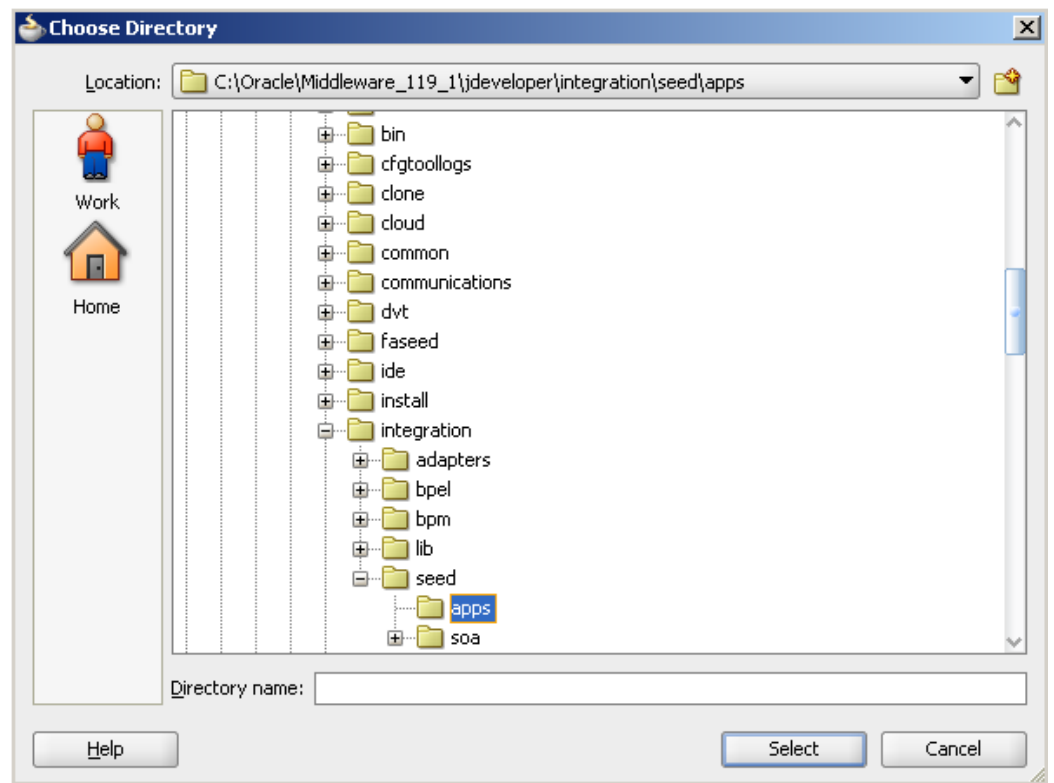 Choose Directory
Location: C:\Oracle\Middleware_119_1\jdeveloper\integration\seed\apps
Work
Home
bin
cfgtoollogs
clone
cloud
common
communications
dvt
faseed
ide
install
integration
adapters
bpel
bpm
lib
seed
apps
soa
Directory name:
Help Select Cancel